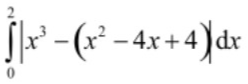 ∫₀² |x³ − (x² − 4x + 4)| dx